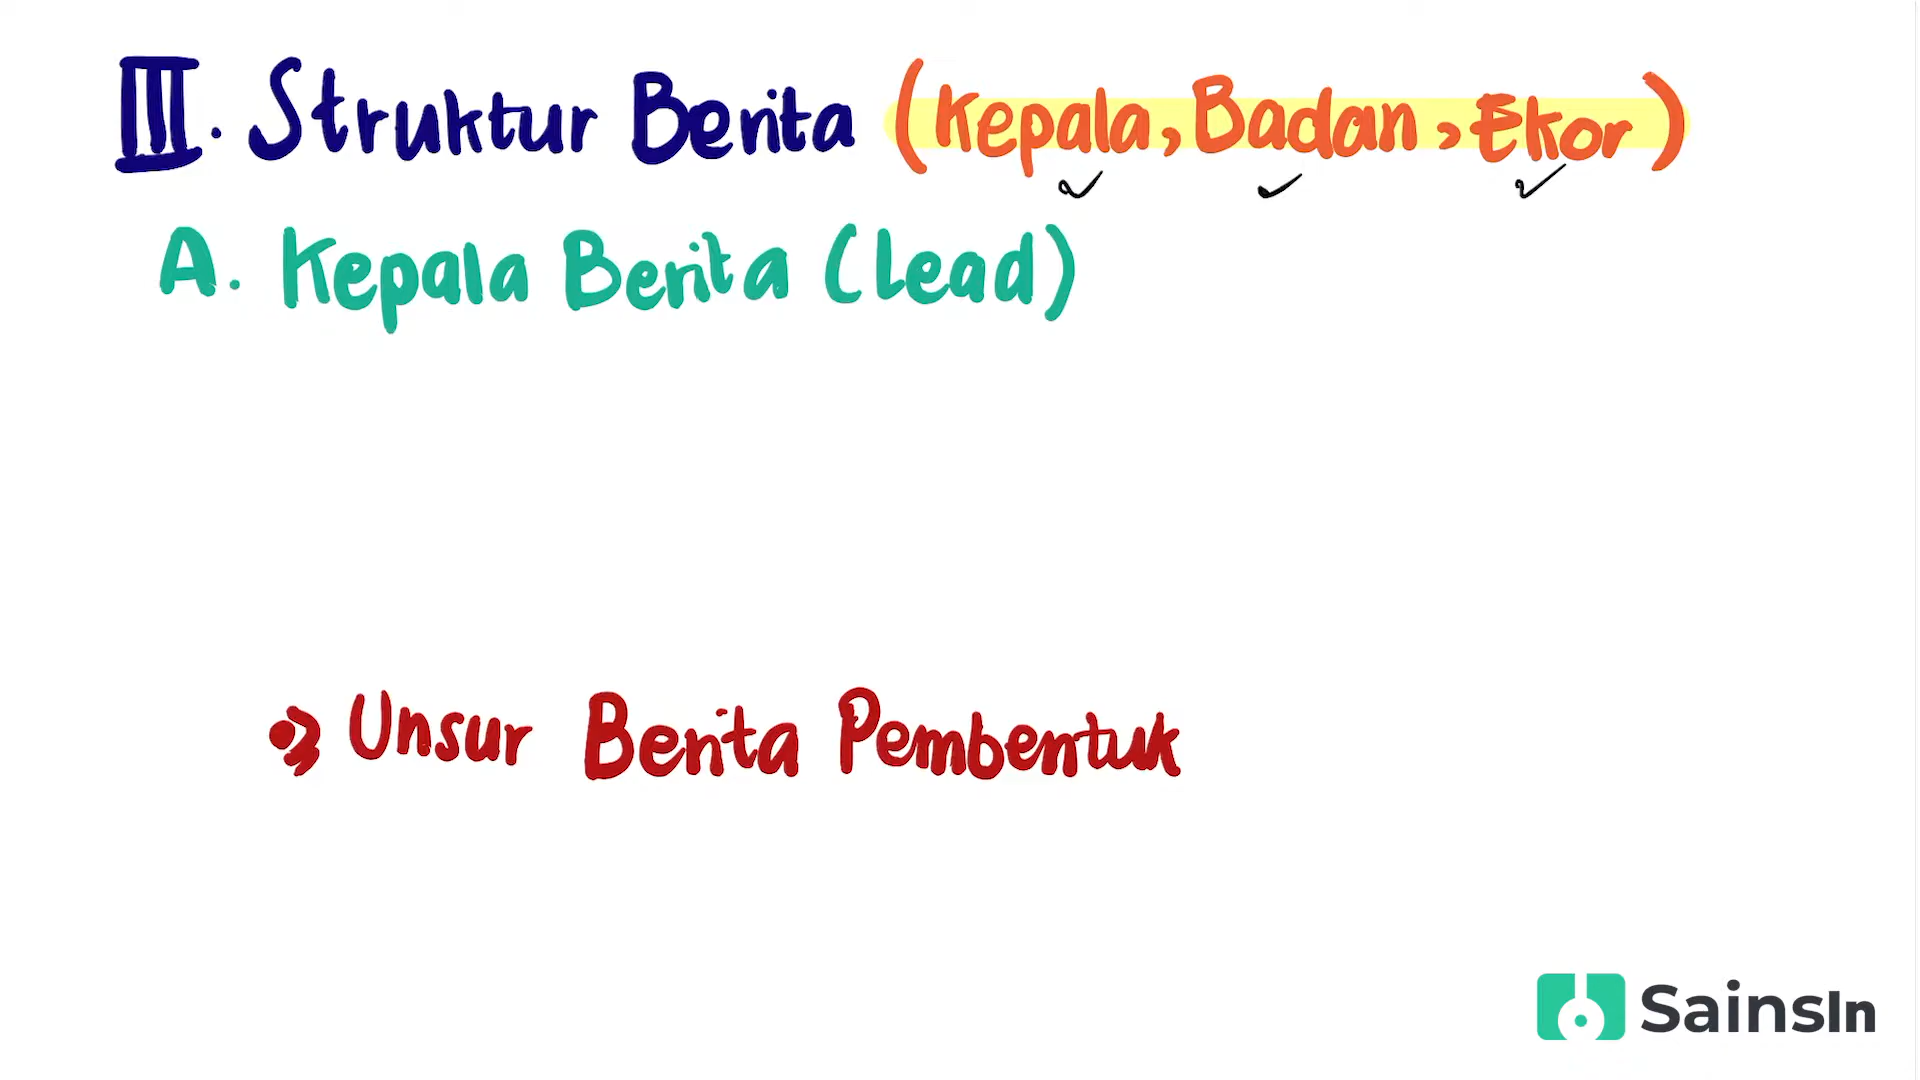 III. Struktur Berita (Kepala, Badan, Ekor)
A. Kepala Berita (Lead)
Unsur Berita Pembentuk
SainsIn